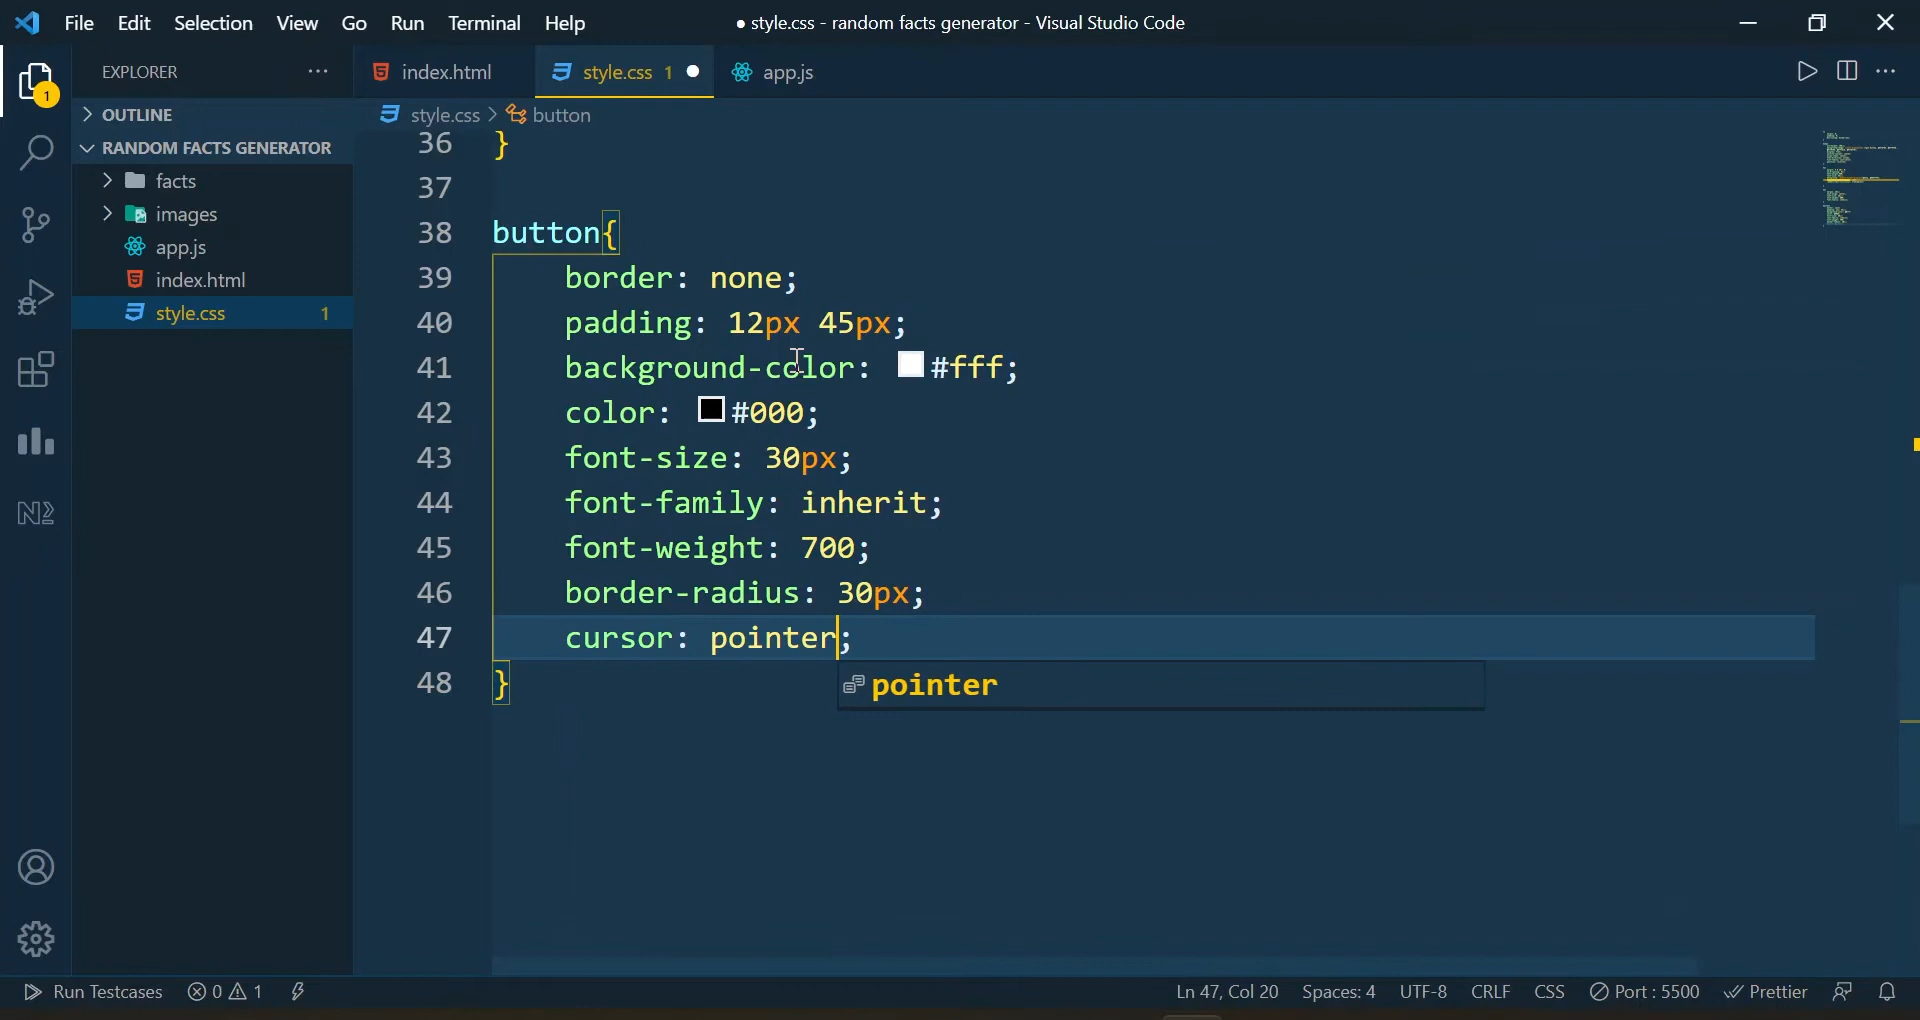 File Edit Selection View Go Run Terminal Help
● style.css - random facts generator - Visual Studio Code
EXPLORER ···
index.html
style.css 1 ●
app.js
1
OUTLINE
style.css > button
RANDOM FACTS GENERATOR
facts
images
app.js
index.html
style.css 1
36 }
37
38 button{
39 border: none;
40 padding: 12px 45px;
41 background-color: #fff;
42 color: #000;
43 font-size: 30px;
44 font-family: inherit;
45 font-weight: 700;
46 border-radius: 30px;
47 cursor: pointer;
48 }
pointer
Run Testcases 0 1
Ln 47, Col 20 Spaces: 4 UTF-8 CRLF CSS Port : 5500 Prettier